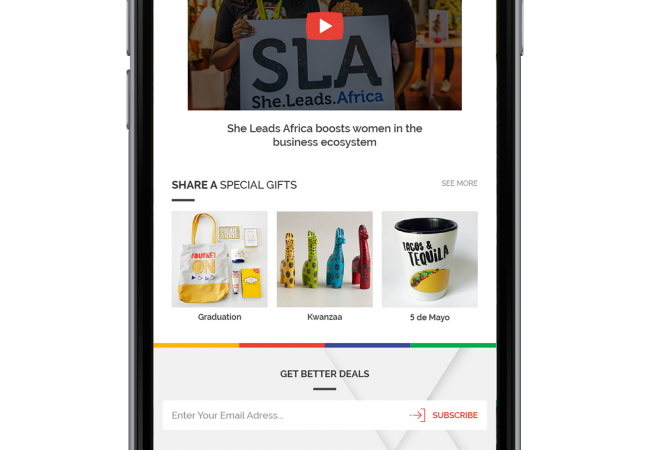 SLA
She.Leads.Africa
She Leads Africa boosts women in the
business ecosystem
SHARE A SPECIAL GIFTS
SEE MORE
JOURNEY
ON
SHINE
TACOS &
TEQUILA
Graduation
Kwanzaa
5 de Mayo
GET BETTER DEALS
Enter Your Email Adress...
SUBSCRIBE